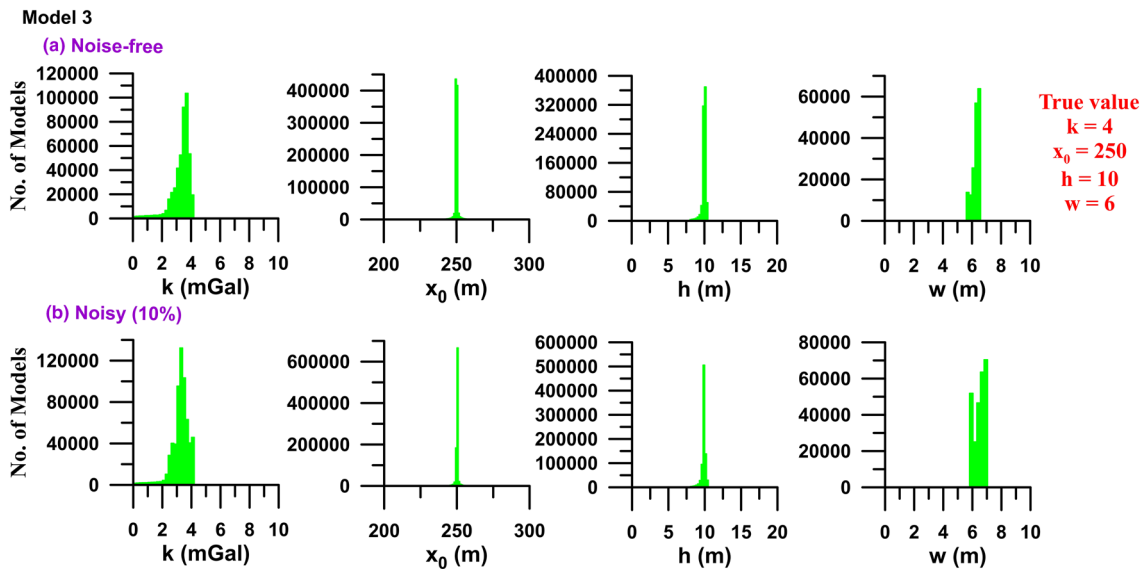 Model 3
(a) Noise-free
No. of Models
120000
100000
80000
60000
40000
20000
0
0 2 4 6 8 10
k (mGal)
400000
300000
200000
100000
0
200 250 300
x₀ (m)
400000
320000
240000
160000
80000
0
0 5 10 15 20
h (m)
60000
40000
20000
0
0 2 4 6 8 10
w (m)
True value
k = 4
x₀ = 250
h = 10
w = 6
(b) Noisy (10%)
No. of Models
120000
80000
40000
0
0 2 4 6 8 10
k (mGal)
600000
400000
200000
0
200 250 300
x₀ (m)
600000
500000
400000
300000
200000
100000
0
0 5 10 15 20
h (m)
80000
60000
40000
20000
0
0 2 4 6 8 10
w (m)